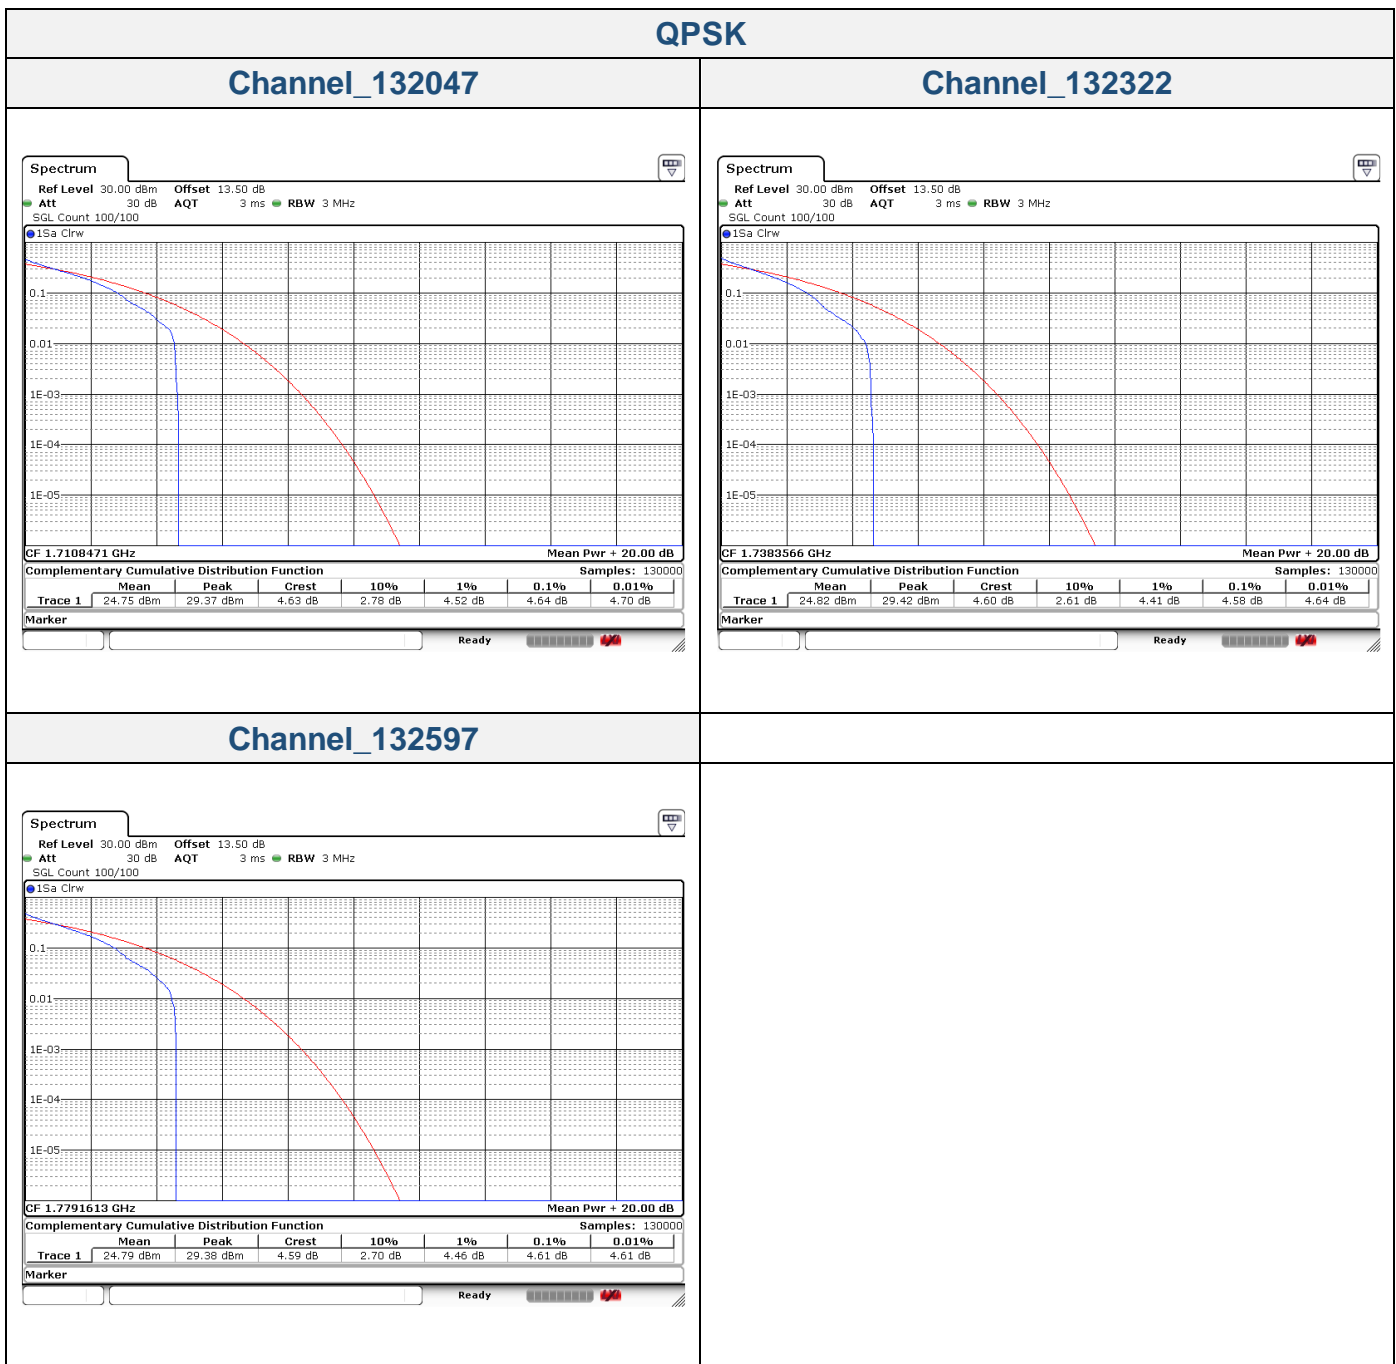 QPSK
Channel_132047 Channel_132322
Spectrum
Ref Level 30.00 dBm Offset 13.50 dB
Att 30 dB AQT 3 ms RBW 3 MHz
SGL Count 100/100
1Sa Clrw
0.1
0.01
1E-03
1E-04
1E-05
CF 1.7108471 GHz Mean Pwr + 20.00 dB
Complementary Cumulative Distribution Function Samples: 130000
Mean Peak Crest 10% 1% 0.1% 0.01%
Trace 1 24.75 dBm 29.37 dBm 4.63 dB 2.78 dB 4.52 dB 4.64 dB 4.70 dB
Marker
Ready
Spectrum
Ref Level 30.00 dBm Offset 13.50 dB
Att 30 dB AQT 3 ms RBW 3 MHz
SGL Count 100/100
1Sa Clrw
0.1
0.01
1E-03
1E-04
1E-05
CF 1.7383566 GHz Mean Pwr + 20.00 dB
Complementary Cumulative Distribution Function Samples: 130000
Mean Peak Crest 10% 1% 0.1% 0.01%
Trace 1 24.82 dBm 29.42 dBm 4.60 dB 2.61 dB 4.41 dB 4.58 dB 4.64 dB
Marker
Ready
Channel_132597
Spectrum
Ref Level 30.00 dBm Offset 13.50 dB
Att 30 dB AQT 3 ms RBW 3 MHz
SGL Count 100/100
1Sa Clrw
0.1
0.01
1E-03
1E-04
1E-05
CF 1.7791613 GHz Mean Pwr + 20.00 dB
Complementary Cumulative Distribution Function Samples: 130000
Mean Peak Crest 10% 1% 0.1% 0.01%
Trace 1 24.79 dBm 29.38 dBm 4.59 dB 2.70 dB 4.46 dB 4.61 dB 4.61 dB
Marker
Ready